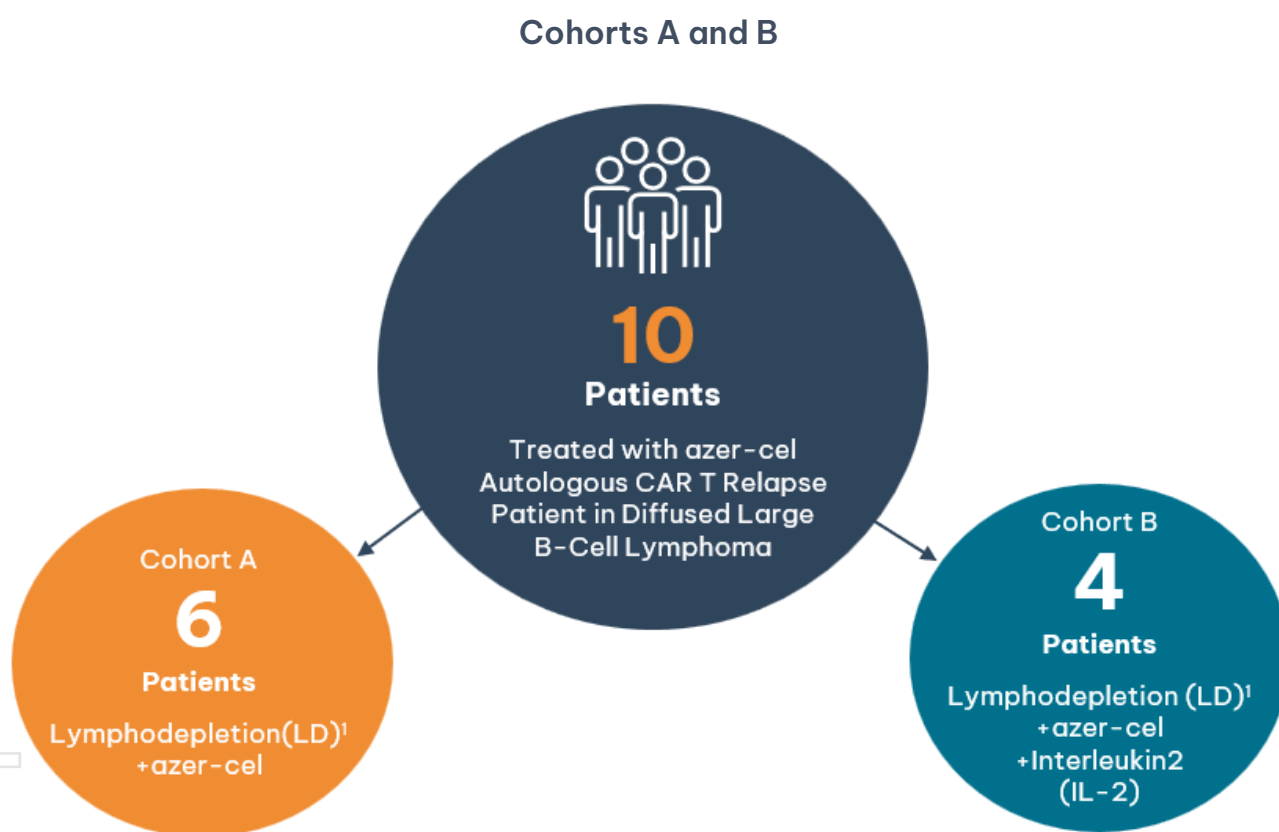 Cohorts A and B
10
Patients
Treated with azer-cel
Autologous CAR T Relapse
Patient in Diffused Large
B-Cell Lymphoma
Cohort A
6
Patients
Lymphodepletion(LD)¹
+azer-cel
Cohort B
4
Patients
Lymphodepletion (LD)¹
+azer-cel
+Interleukin2
(IL-2)